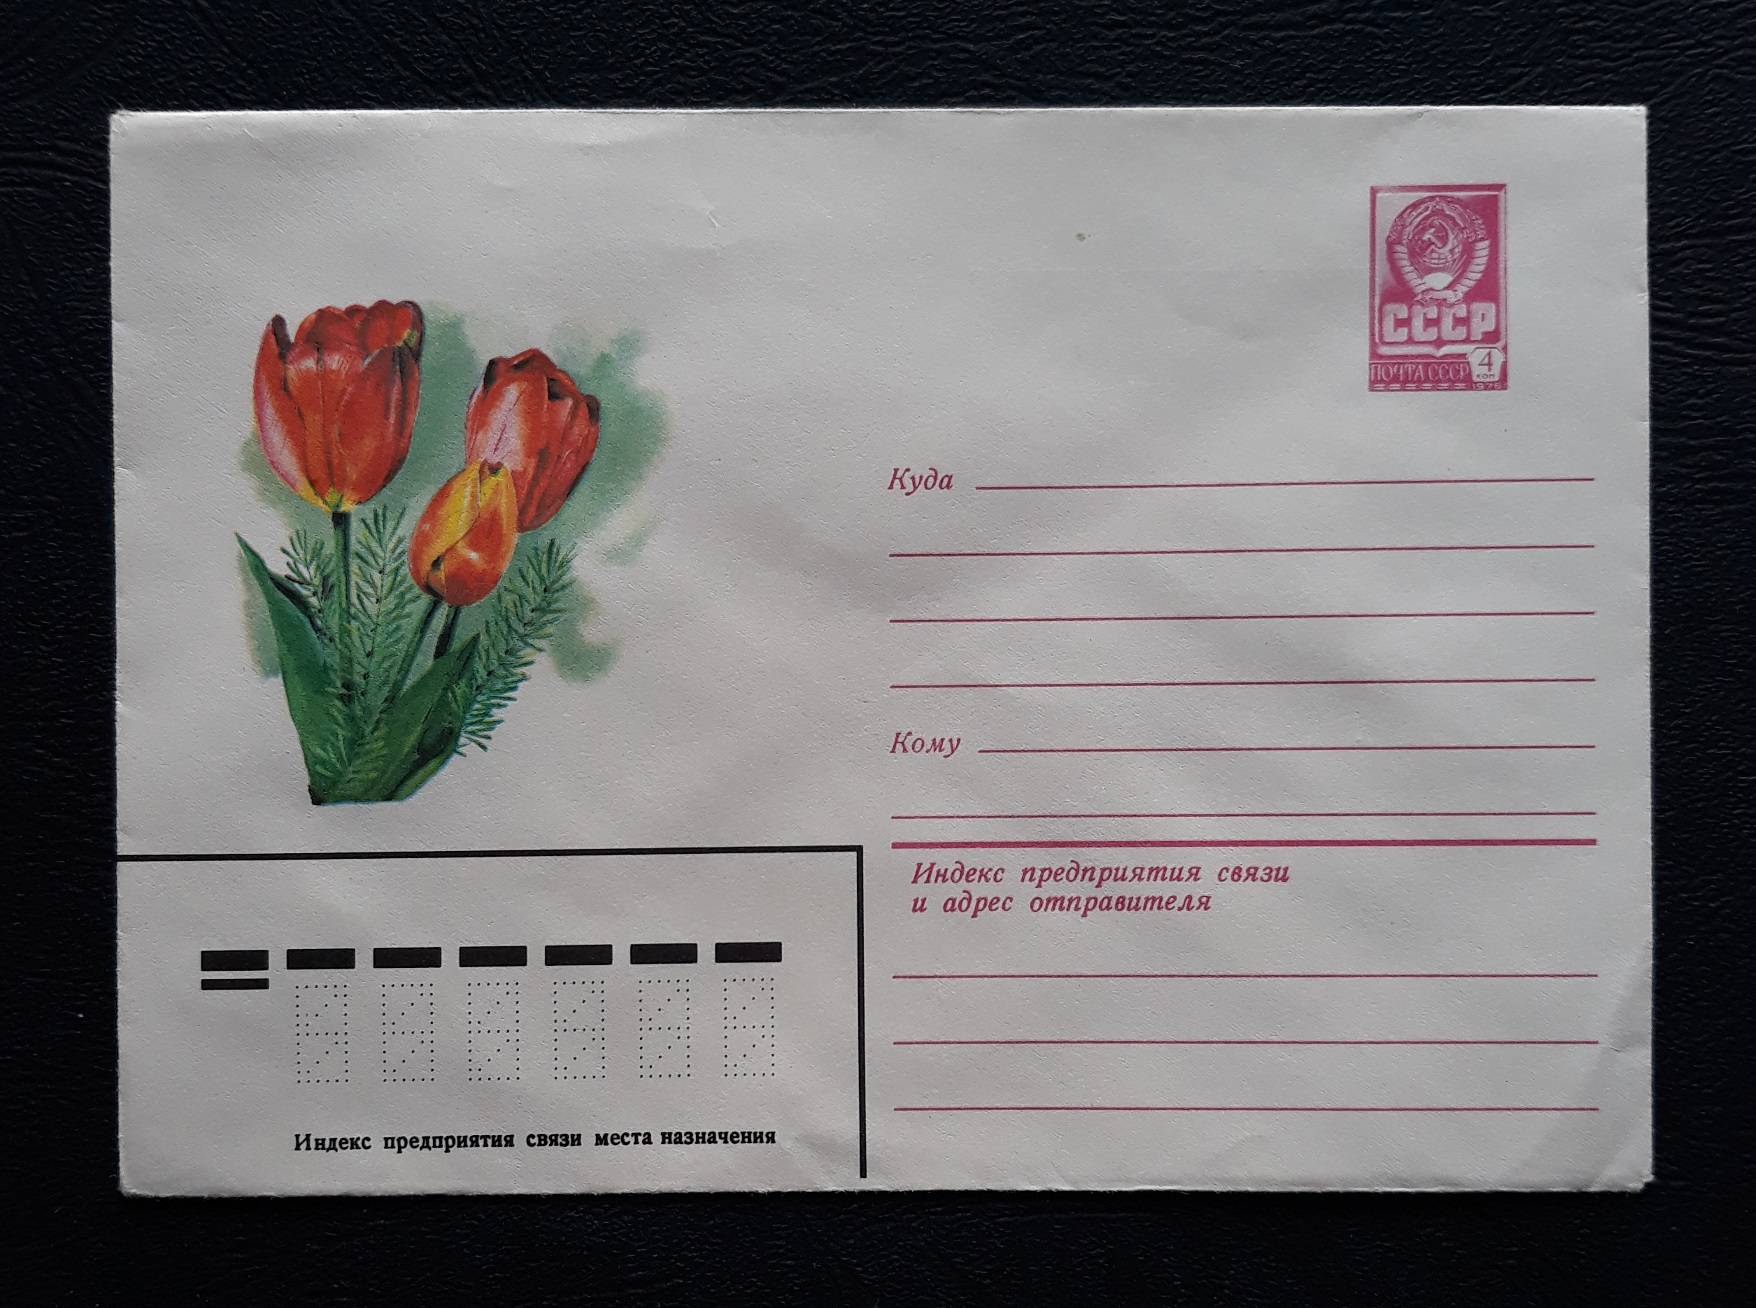 СССР
ПОЧТА СССР
4
коп
1976
Куда
Кому
Индекс предприятия связи
и адрес отправителя
Индекс предприятия связи места назначения